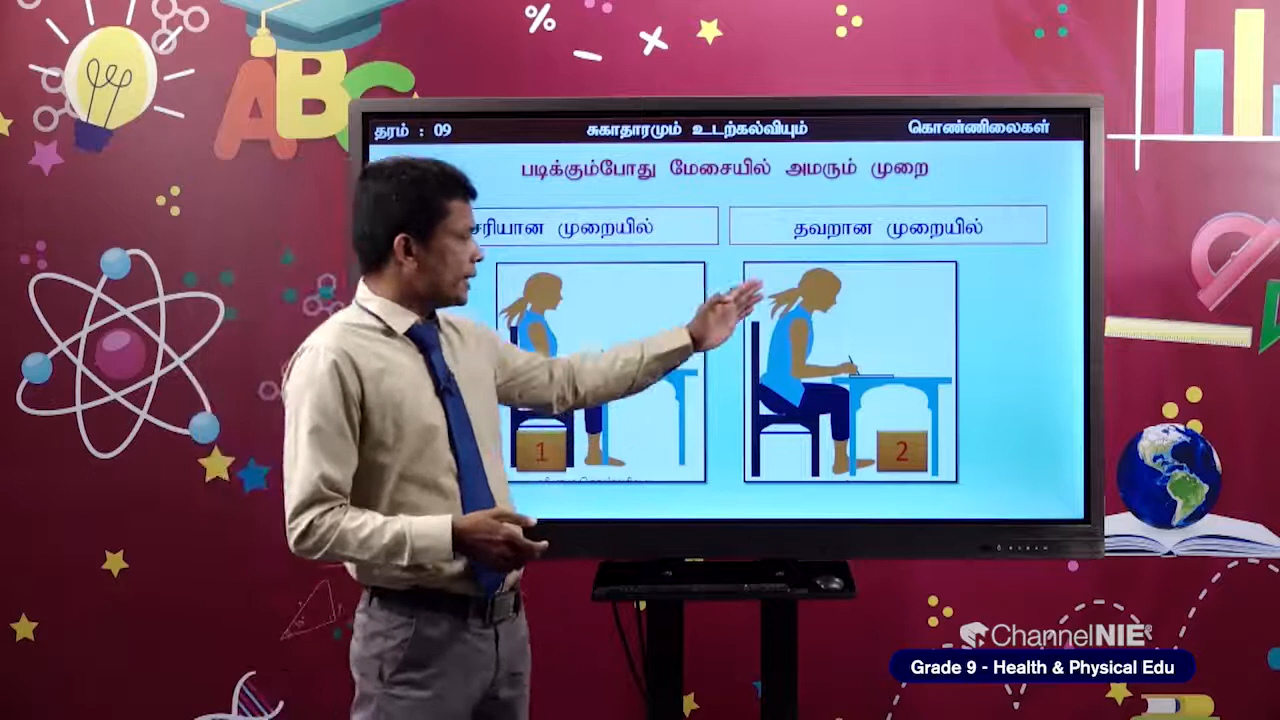 ABC
%
தரம் : 09 சுகாதாரமும் உடற்கல்வியும் கொண்ணிலைகள்
படிக்கும்போது மேசையில் அமரும் முறை
சரியான முறையில்
தவறான முறையில்
1
2
ChannelNIE
Grade 9 - Health & Physical Edu